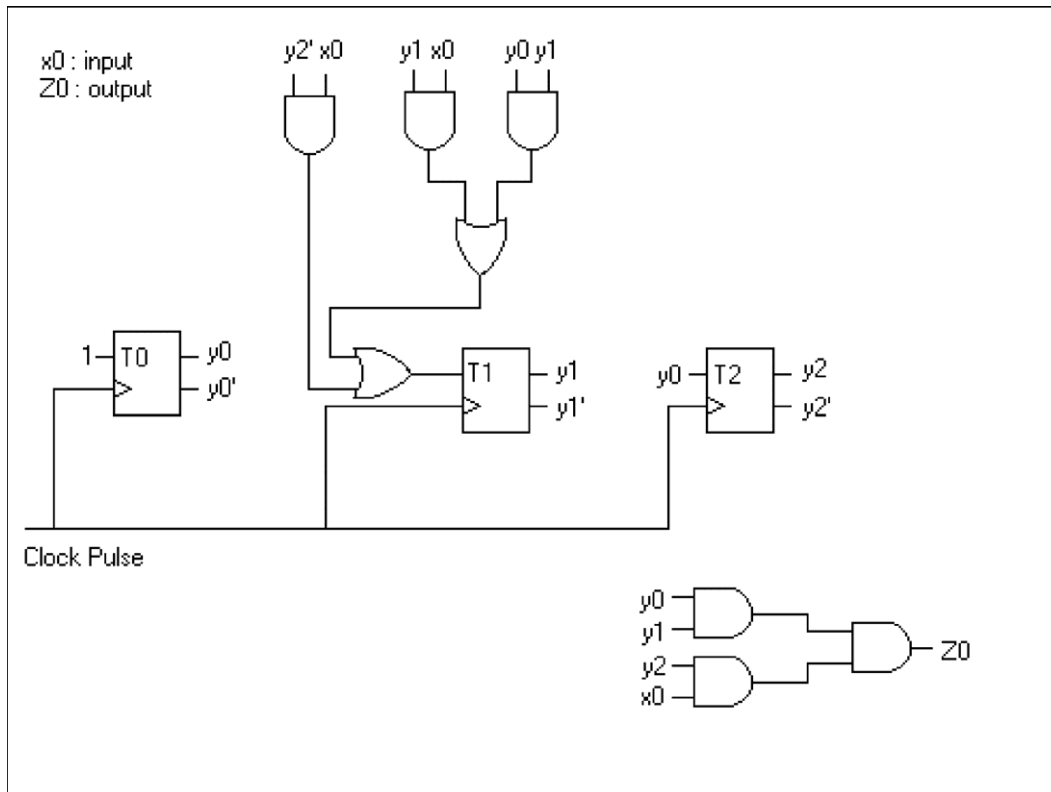 x0 : input
Z0 : output
y2' x0
y1 x0
y0 y1
1
T0
y0
y0'
T1
y1
y1'
y0
T2
y2
y2'
Clock Pulse
y0
y1
y2
x0
Z0